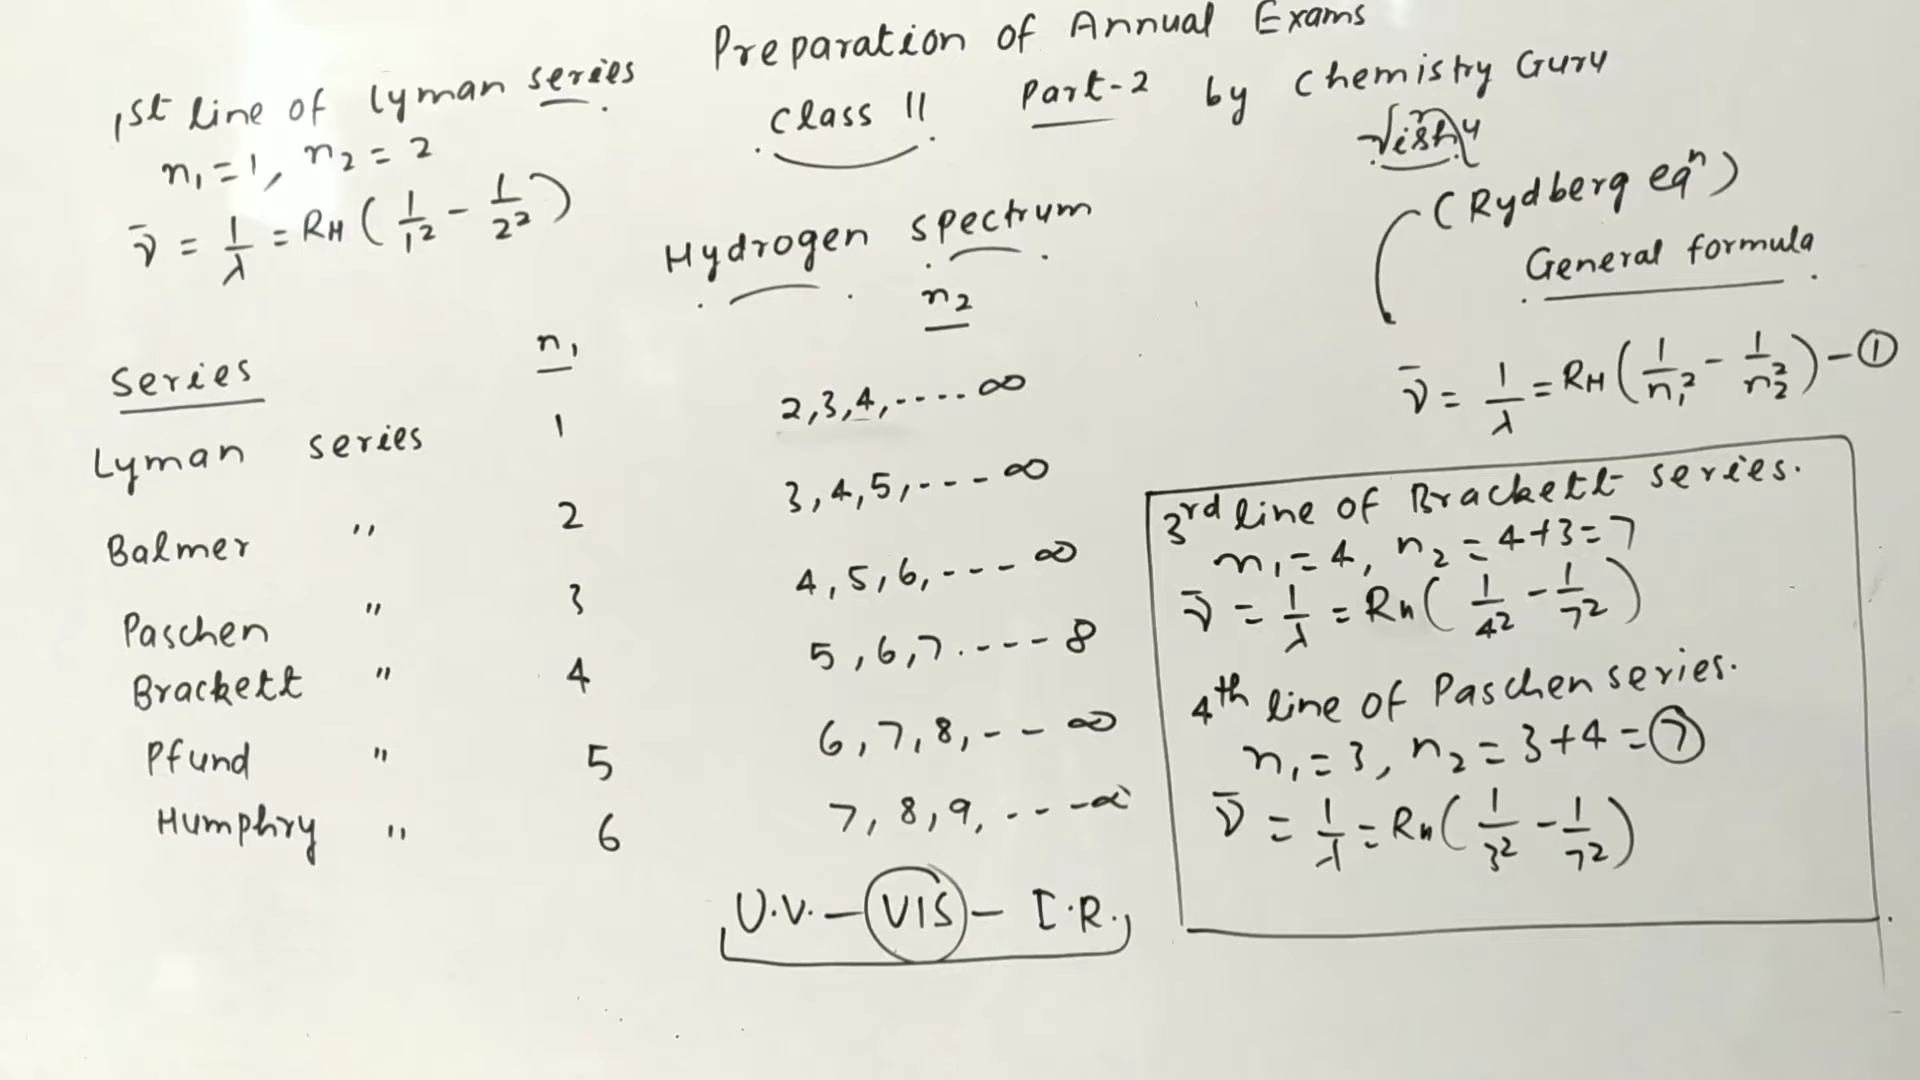 Preparation of Annual Exams
Class 11 Part-2 by Chemistry Guru
1st line of lyman series
n₁ = 1, n₂ = 2
ν̄ = 1/λ = RH ( 1/1² - 1/2² )
Hydrogen spectrum
(Rydberg eqⁿ)
General formula
ν̄ = 1/λ = RH ( 1/n₁² - 1/n₂² ) - ①
Series n₁ n₂
Lyman series 1 2,3,4,----∞
Balmer " 2 3,4,5,---∞
Paschen " 3 4,5,6,---∞
Brackett " 4 5,6,7.----8
Pfund " 5 6,7,8,--∞
Humphry " 6 7,8,9,---∞
U.V. - VIS - I.R.
3rd line of Brackett series.
n₁ = 4, n₂ = 4+3 = 7
ν̄ = 1/λ = RH ( 1/4² - 1/7² )
4th line of Paschen series.
n₁ = 3, n₂ = 3+4 = 7
ν̄ = 1/λ = RH ( 1/3² - 1/7² )